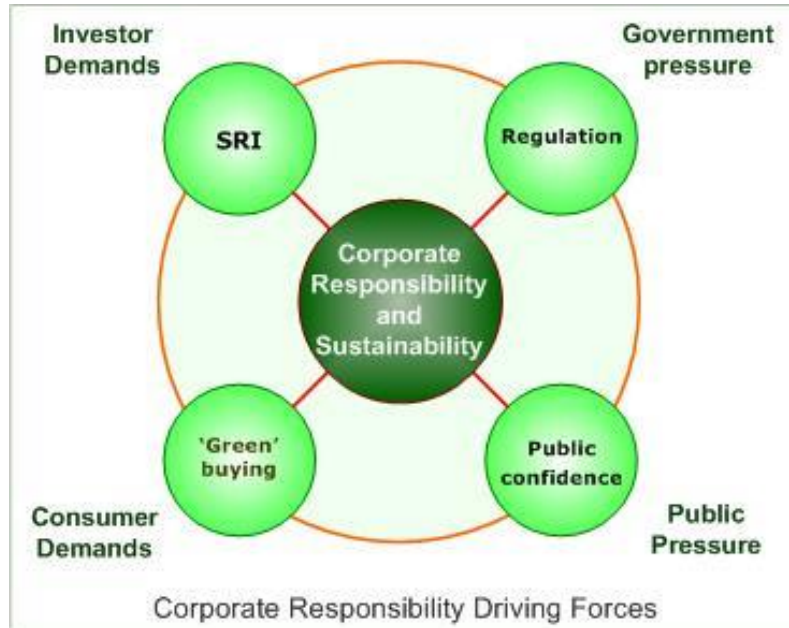 Investor
Demands
Government
pressure
SRI
Regulation
Corporate
Responsibility
and
Sustainability
‘Green’
buying
Public
confidence
Consumer
Demands
Public
Pressure
Corporate Responsibility Driving Forces